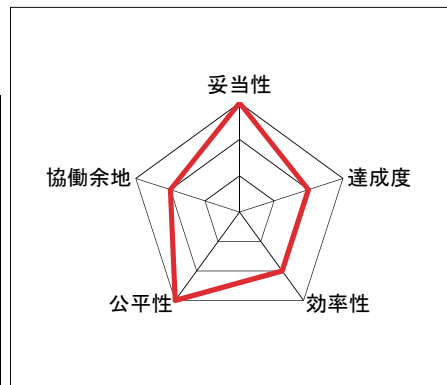 妥当性
協働余地
達成度
公平性
効率性